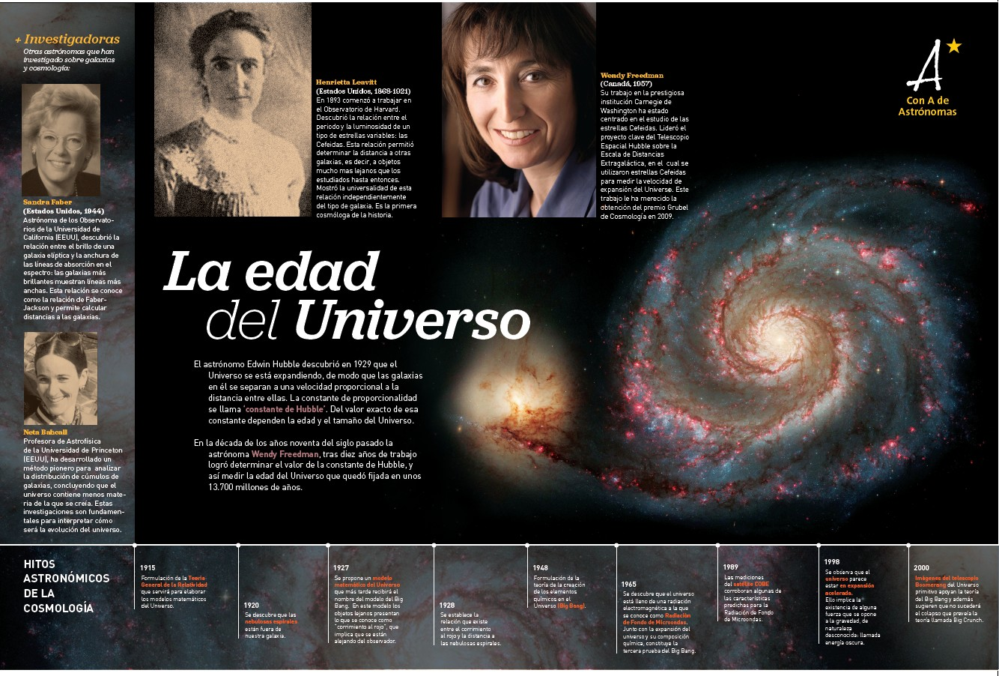 + Investigadoras
Otras astrónomas que han
investigado sobre galaxias
y cosmología:
Sandra Faber
(Estados Unidos, 1944)
Astrónoma de los Observato-
rios de la Universidad de
California (EEUU), descubrió la
relación entre el brillo de una
galaxia elíptica y la anchura de
las líneas de absorción en el
espectro: las galaxias más
brillantes muestran líneas más
anchas. Esta relación se conoce
como la relación de Faber-
Jackson y permite calcular
distancias a las galaxias.
Neta Bahcall
Profesora de Astrofísica
de la Universidad de Princeton
(EEUU), ha desarrollado un
método pionero para analizar
la distribución de cúmulos de
galaxias, concluyendo que el
universo contiene menos mate-
ria de la que se creía. Estas
investigaciones son fundamen-
tales para interpretar cómo
será la evolución del universo.
Henrietta Leavitt
(Estados Unidos, 1868-1921)
En 1893 comenzó a trabajar en
el Observatorio de Harvard.
Descubrió la relación entre el
periodo y la luminosidad de un
tipo de estrellas variables: las
Cefeidas. Esta relación permitió
determinar la distancia a otras
galaxias, es decir, a objetos
mucho mas lejanos que los
estudiados hasta entonces.
Mostró la universalidad de esta
relación independientemente
del tipo de galaxia. Es la primera
cosmóloga de la historia.
Wendy Freedman
(Canadá, 1957)
Su trabajo en la prestigiosa
institución Carnegie de
Washington ha estado
centrado en el estudio de las
estrellas Cefeidas. Lideró el
proyecto clave del Telescopio
Espacial Hubble sobre la
Escala de Distancias
Extragaláctica, en el cual se
utilizaron estrellas Cefeidas
para medir la velocidad de
expansión del Universo. Este
trabajo le ha merecido la
obtención del premio Grubel
de Cosmología en 2009.
A
Con A de
Astrónomas
La edad
del Universo
El astrónomo Edwin Hubble descubrió en 1929 que el
Universo se está expandiendo, de modo que las galaxias
en él se separan a una velocidad proporcional a la
distancia entre ellas. La constante de proporcionalidad
se llama 'constante de Hubble'. Del valor exacto de esa
constante dependen la edad y el tamaño del Universo.
En la década de los años noventa del siglo pasado la
astrónoma Wendy Freedman, tras diez años de trabajo
logró determinar el valor de la constante de Hubble, y
así medir la edad del Universo que quedó fijada en unos
13.700 millones de años.
HITOS
ASTRONÓMICOS
DE LA
COSMOLOGÍA
1915
Formulación de la Teoría
General de la Relatividad
que servirá para elaborar
los modelos matemáticos
del Universo.
1920
Se descubre que las
nebulosas espirales
están fuera de
nuestra galaxia.
1927
Se propone un modelo
matemático del Universo
que más tarde recibirá el
nombre del modelo del Big
Bang. En este modelo los
objetos lejanos presentan
lo que se conoce como
"corrimiento al rojo", que
implica que se están
alejando del observador.
1928
Se establece la
relación que existe
entre el corrimiento
al rojo y la distancia a
las nebulosas espirales.
1948
Formulación de la
teoría de la creación
de los elementos
químicos en el
Universo (Big Bang).
1965
Se descubre que el universo
está lleno de una radiación
electromagnética a la que
se conoce como Radiación
de Fondo de Microondas.
Junto con la expansión del
universo y su composición
química, constituye la
tercera prueba del Big Bang.
1989
Las mediciones
del satélite COBE
corroboran algunas de
las características
predichas para la
Radiación de Fondo
de Microondas.
1998
Se observa que el
universo parece
estar en expansión
acelerada.
Ello implica la
existencia de alguna
fuerza que se opone
a la gravedad, de
naturaleza
desconocida: llamada
energía oscura.
2000
Imágenes del telescopio
Boomerang del Universo
primitivo apoyan la teoría
del Big Bang y además
sugieren que no sucederá
el colapso que preveía la
teoría llamada Big Crunch.